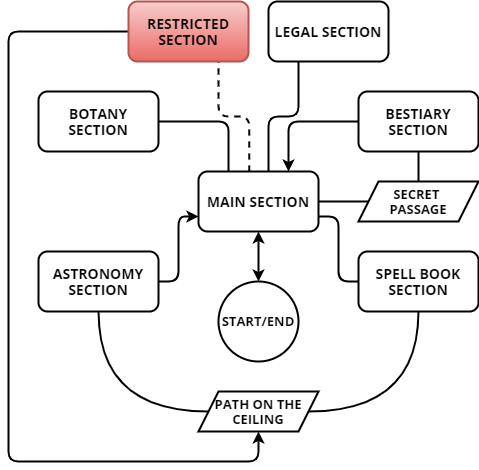 RESTRICTED
SECTION
LEGAL SECTION
BOTANY
SECTION
BESTIARY
SECTION
MAIN SECTION
SECRET
PASSAGE
ASTRONOMY
SECTION
SPELL BOOK
SECTION
START/END
PATH ON THE
CEILING